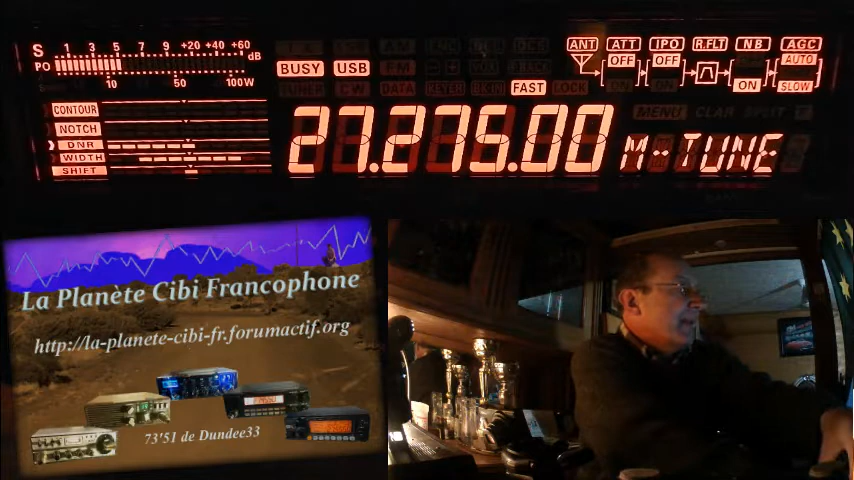 S 1 3 5 7 9 +20 +40 +60 dB
PO 10 50 100W
BUSY USB FAST
ANT ATT IPO R.FLT NB AGC
OFF OFF AUTO
ON SLOW
CONTOUR
NOTCH
DNR
WIDTH
SHIFT
27.275.00 M-TUNE
La Planète Cibi Francophone
http://la-planete-cibi-fr.forumactif.org
73'51 de Dundee33